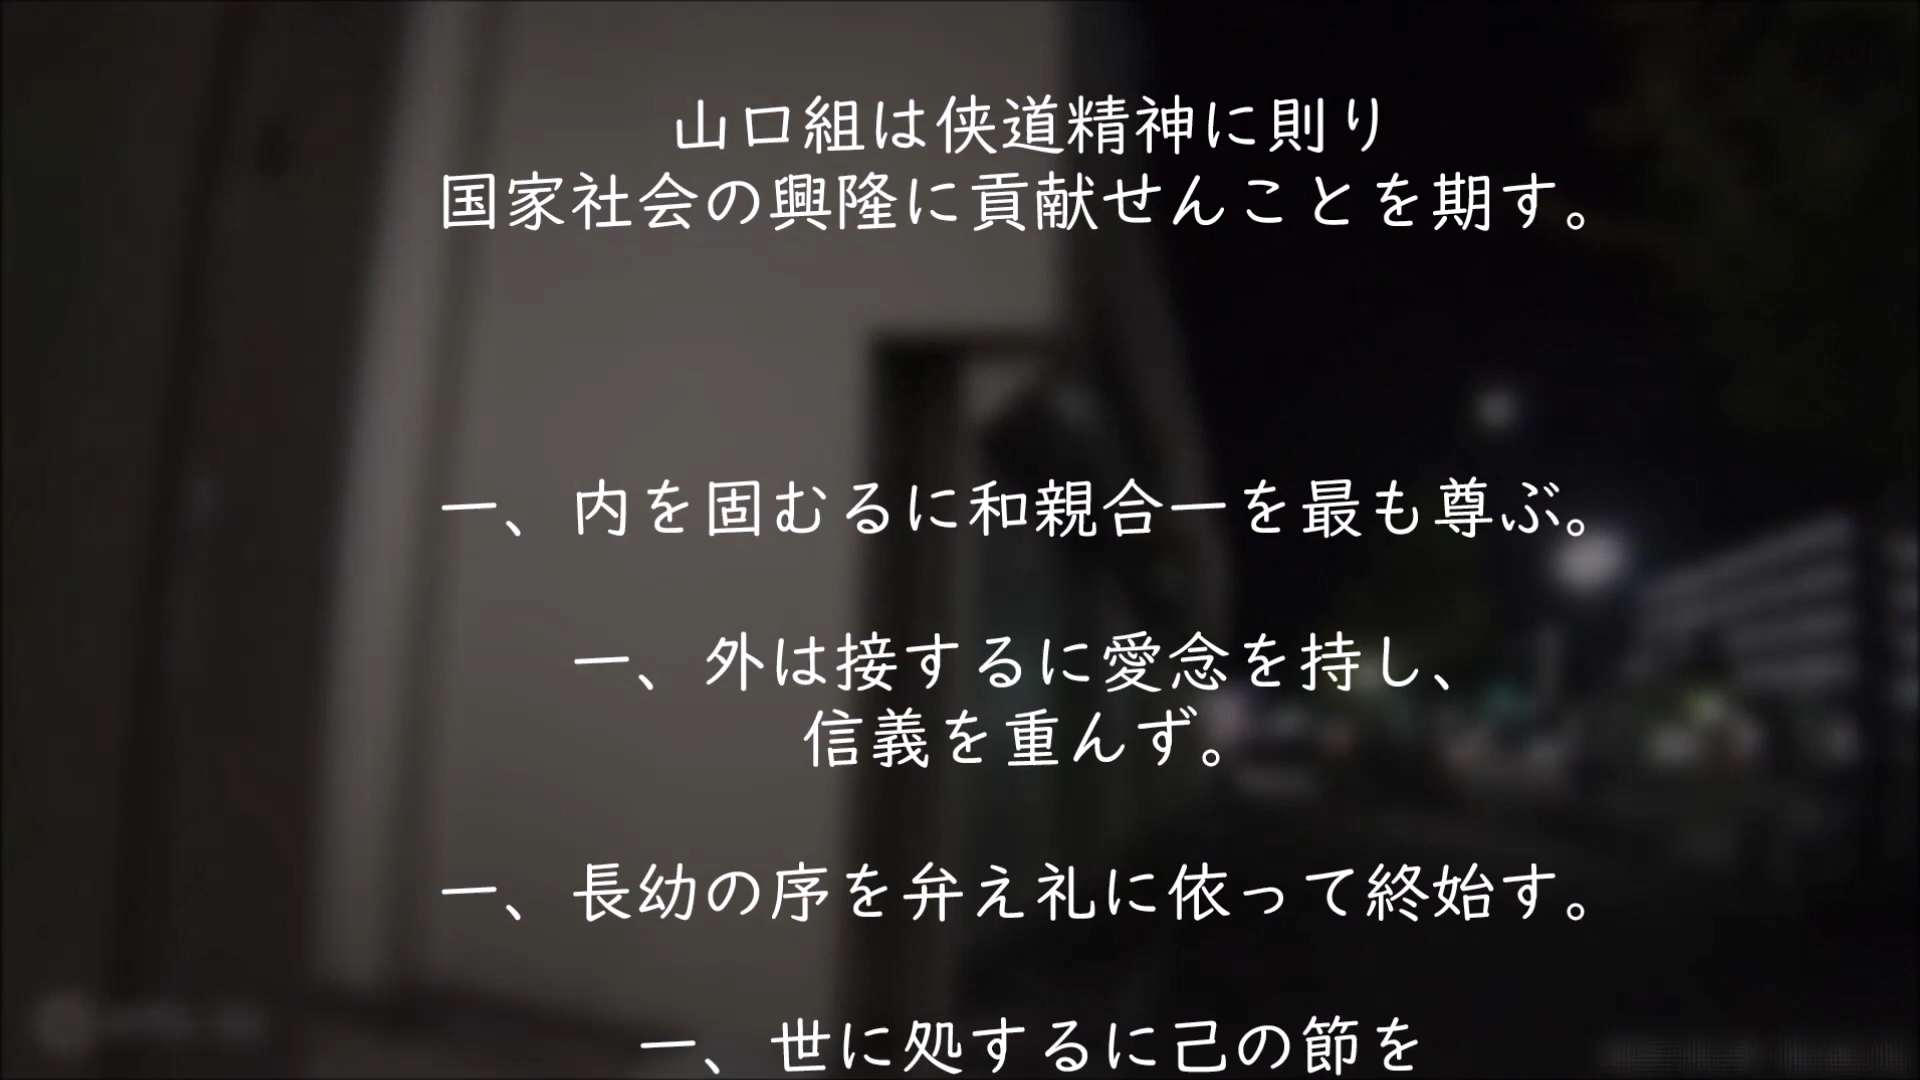 山口組は侠道精神に則り
国家社会の興隆に貢献せんことを期す。
一、内を固むるに和親合一を最も尊ぶ。
一、外は接するに愛念を持し、
信義を重んず。
一、長幼の序を弁え礼に依って終始す。
一、世に処するに己の節を